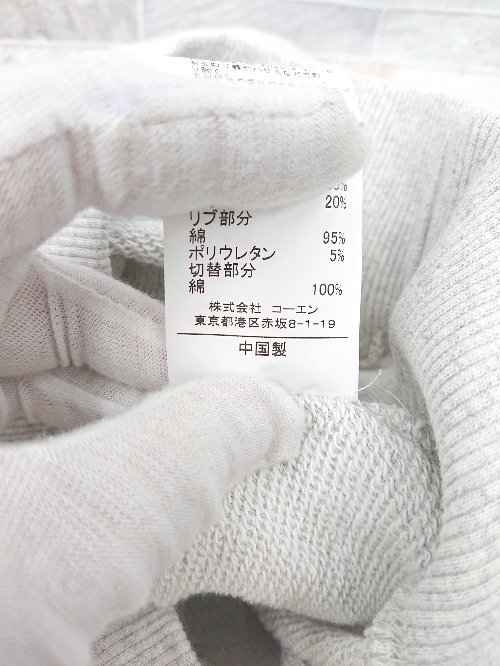 20%
リブ部分
綿 95%
ポリウレタン 5%
切替部分
綿 100%
株式会社 コーエン
東京都港区赤坂8-1-19
中国製